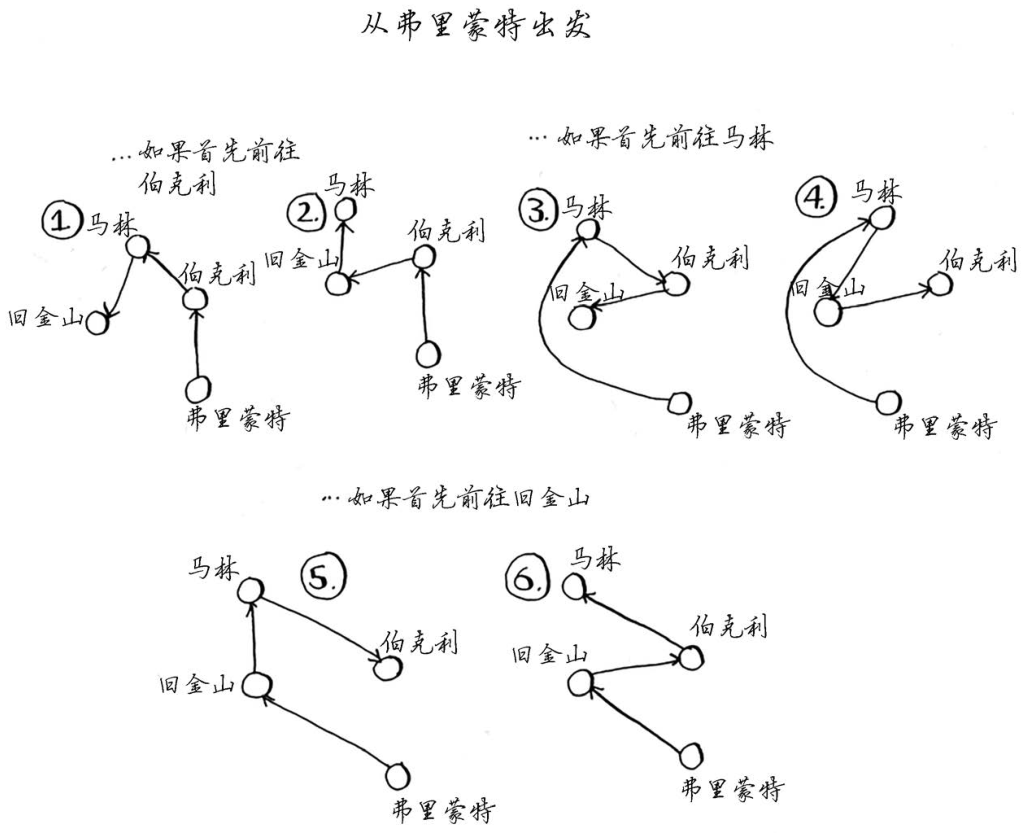 从弗里蒙特出发
...如果首先前往
伯克利
1.
马林
伯克利
旧金山
弗里蒙特
2.
马林
伯克利
旧金山
弗里蒙特
...如果首先前往马林
3.
马林
伯克利
旧金山
弗里蒙特
4.
马林
伯克利
旧金山
弗里蒙特
...如果首先前往旧金山
5.
马林
伯克利
旧金山
弗里蒙特
6.
马林
伯克利
旧金山
弗里蒙特